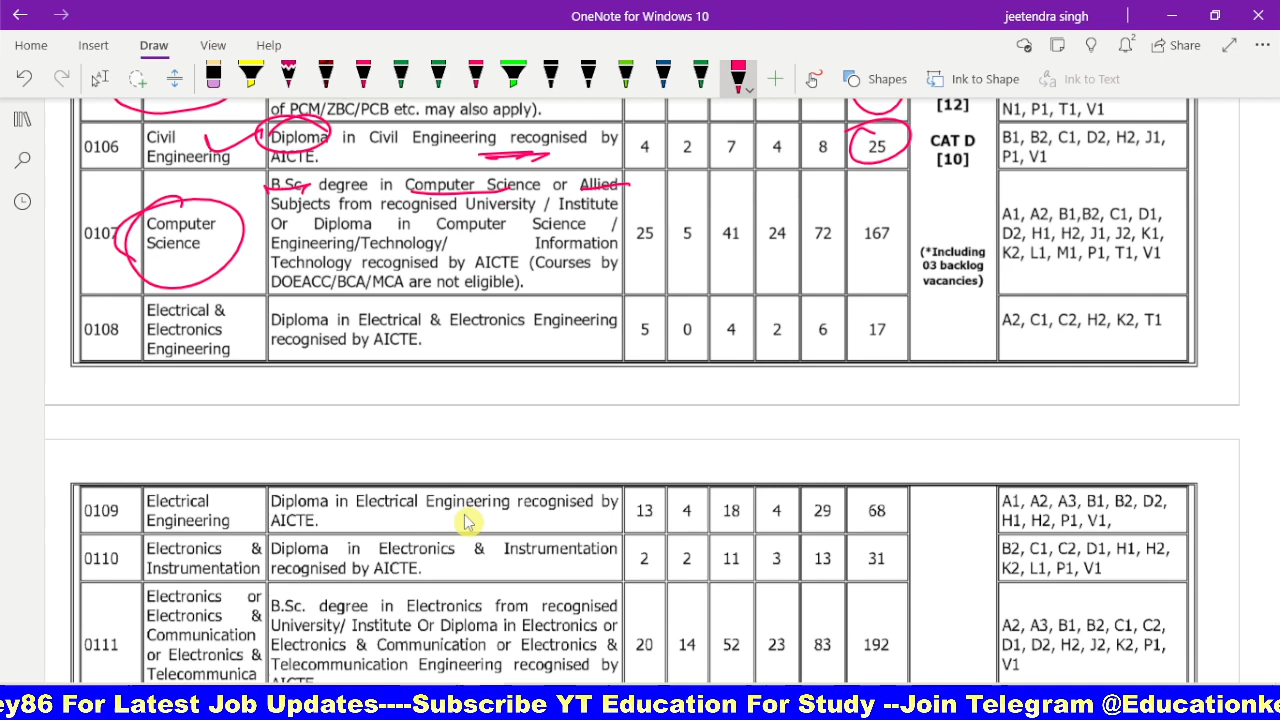 OneNote for Windows 10
jeetendra singh
Home Insert Draw View Help
Share
Shapes Ink to Shape Ink to Text
of PCM/ZBC/PCB etc. may also apply). [12] N1, P1, T1, V1
0106 Civil Engineering Diploma in Civil Engineering recognised by AICTE. 4 2 7 4 8 25 CAT D [10] B1, B2, C1, D2, H2, J1, P1, V1
0107 Computer Science B.Sc. degree in Computer Science or Allied
Subjects from recognised University / Institute
Or Diploma in Computer Science /
Engineering/Technology/ Information
Technology recognised by AICTE (Courses by
DOEACC/BCA/MCA are not eligible).
25 5 41 24 72 167
(*Including
03 backlog
vacancies)
A1, A2, B1,B2, C1, D1,
D2, H1, H2, J1, J2, K1,
K2, L1, M1, P1, T1, V1
0108 Electrical & Electronics Engineering Diploma in Electrical & Electronics Engineering recognised by AICTE. 5 0 4 2 6 17 A2, C1, C2, H2, K2, T1
0109 Electrical Engineering Diploma in Electrical Engineering recognised by AICTE. 13 4 18 4 29 68 A1, A2, A3, B1, B2, D2, H1, H2, P1, V1,
0110 Electronics & Instrumentation Diploma in Electronics & Instrumentation recognised by AICTE. 2 2 11 3 13 31 B2, C1, C2, D1, H1, H2, K2, L1, P1, V1
0111 Electronics or
Electronics &
Communication
or Electronics &
Telecommunica
B.Sc. degree in Electronics from recognised
University/ Institute Or Diploma in Electronics or
Electronics & Communication or Electronics &
Telecommunication Engineering recognised by
AICTE
20 14 52 23 83 192
A2, A3, B1, B2, C1, C2,
D1, D2, H2, J2, K2, P1,
V1
ey86 For Latest Job Updates----Subscribe YT Education For Study --Join Telegram @Educationke